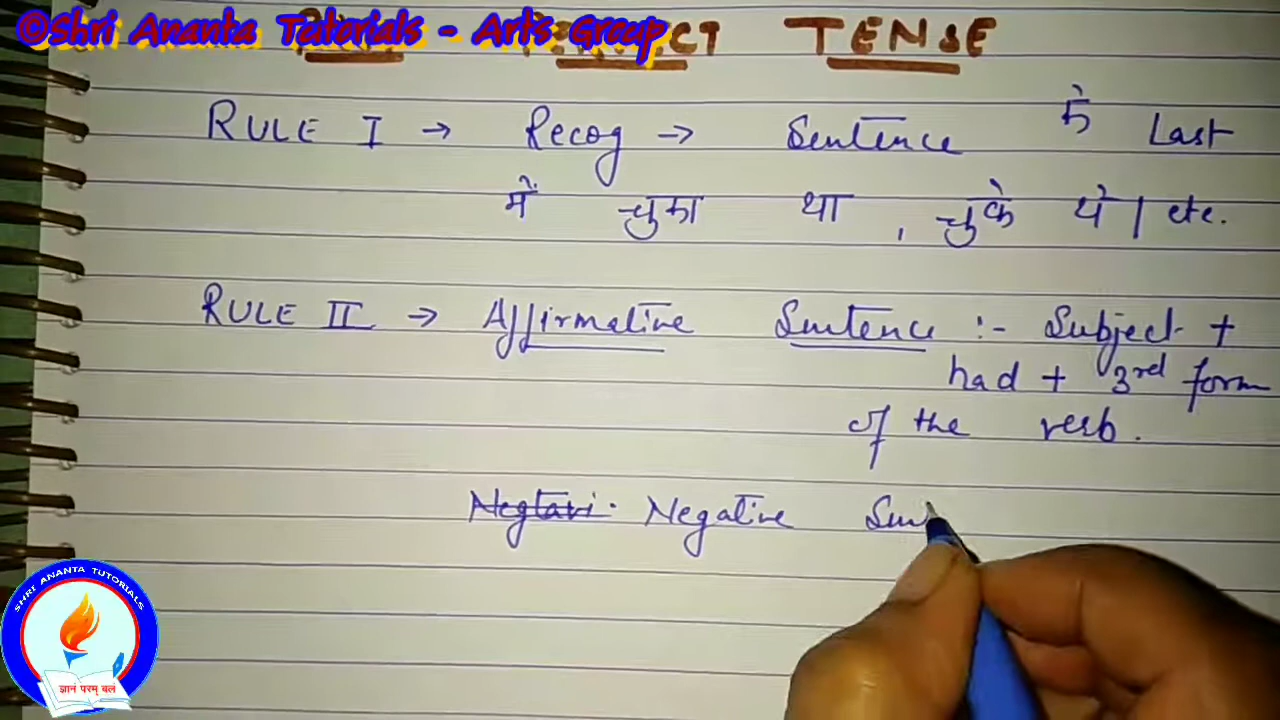 ©Shri Ananta Tutorials - Arts Group
TENSE
RULE I → Recog → Sentence के Last
में चुका था , चुके थे | etc.
RULE II → Affirmative Sentence :- Subject +
had + 3rd form
of the verb.
Negtavi. Negative Sen
SHRI ANANTA TUTORIALS
ज्ञानं परमं बलं